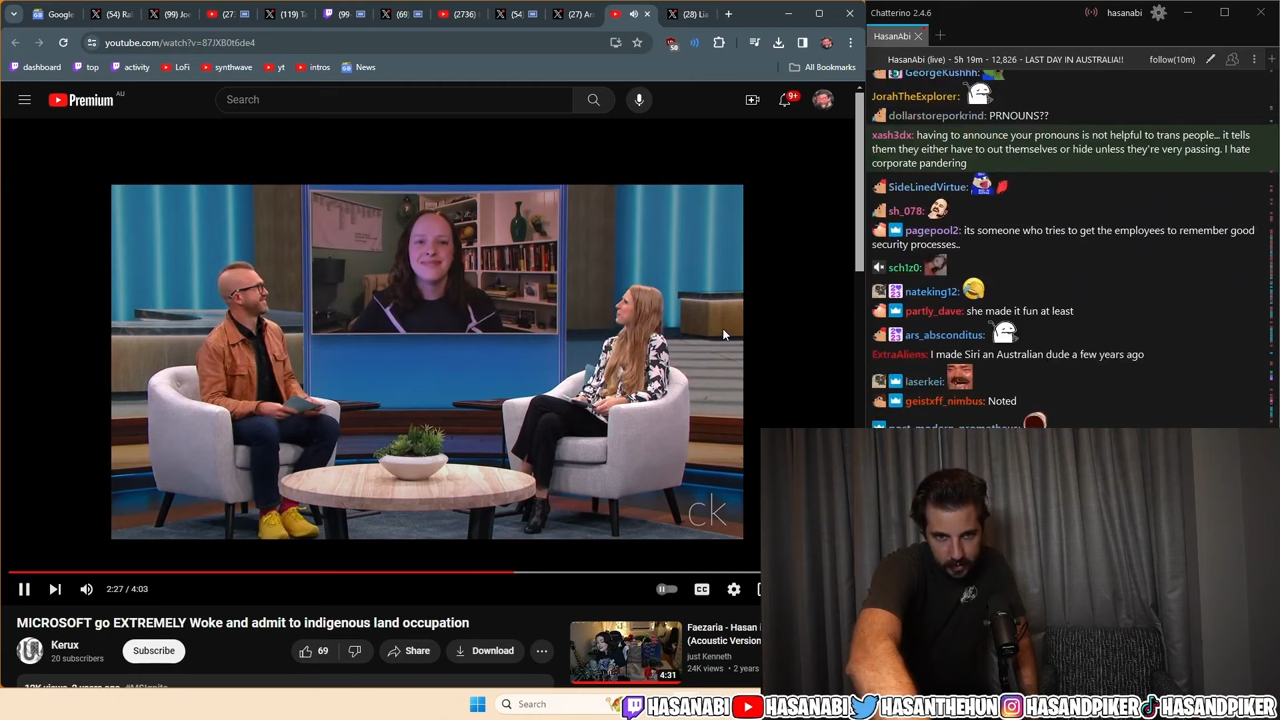 Google
(54) Ra
(99) Joe
(27
(119) Ta
(99
(69
(2736)
(54)
(27) An
(28) Lia
youtube.com/watch?v=87JXB0t6de4
dashboard
top
activity
LoFi
synthwave
yt
intros
News
All Bookmarks
Premium
AU
Search
9+
50
ck
2:27 / 4:03
MICROSOFT go EXTREMELY Woke and admit to indigenous land occupation
Kerux
20 subscribers
Subscribe
69
Share
Download
Faezaria - Hasan i
(Acoustic Version
just Kenneth
24K views • 2 years
4:31
Search
Chatterino 2.4.6
hasanabi
HasanAbi
HasanAbi (live) - 5h 19m - 12,826 - LAST DAY IN AUSTRALIA!!
follow(10m)
GeorgeKushhh:
JorahTheExplorer:
dollarstoreporkrind: PRNOUNS??
xash3dx: having to announce your pronouns is not helpful to trans people... it tells
them they either have to out themselves or hide unless they're very passing. I hate
corporate pandering
SideLinedVirtue:
sh_078:
pagepool2: its someone who tries to get the employees to remember good
security processes..
sch1z0:
nateking12:
partly_dave: she made it fun at least
ars_absconditus:
ExtraAliens: I made Siri an Australian dude a few years ago
laserkei:
geistxff_nimbus: Noted
post_modern_prometheus:
HASANABI
HASANABI
HASANTHEHUN
HASANDPIKER
HASANDPIKER